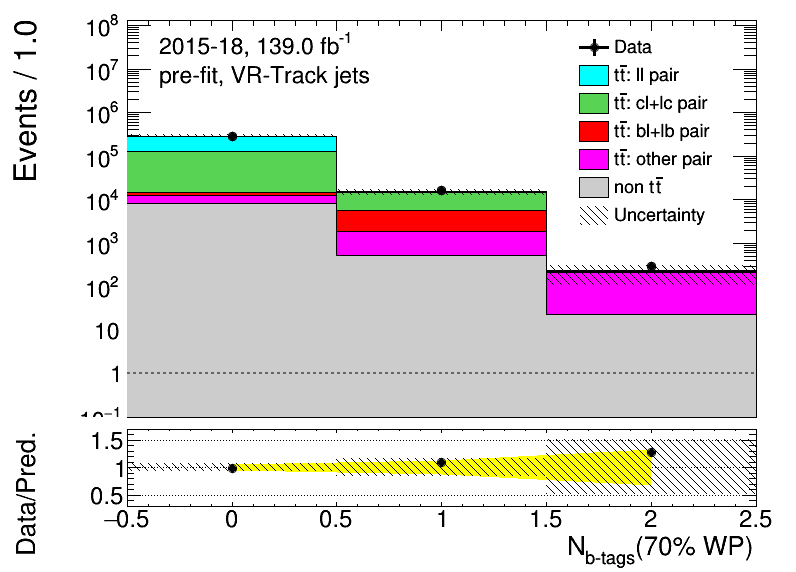 Events / 1.0
10⁸
10⁷
10⁶
10⁵
10⁴
10³
10²
10
1
10⁻¹
2015-18, 139.0 fb⁻¹
pre-fit, VR-Track jets
Data
tt̄: ll pair
tt̄: cl+lc pair
tt̄: bl+lb pair
tt̄: other pair
non tt̄
Uncertainty
Data/Pred.
1.5
1
0.5
−0.5 0 0.5 1 1.5 2 2.5
N_b-tags(70% WP)